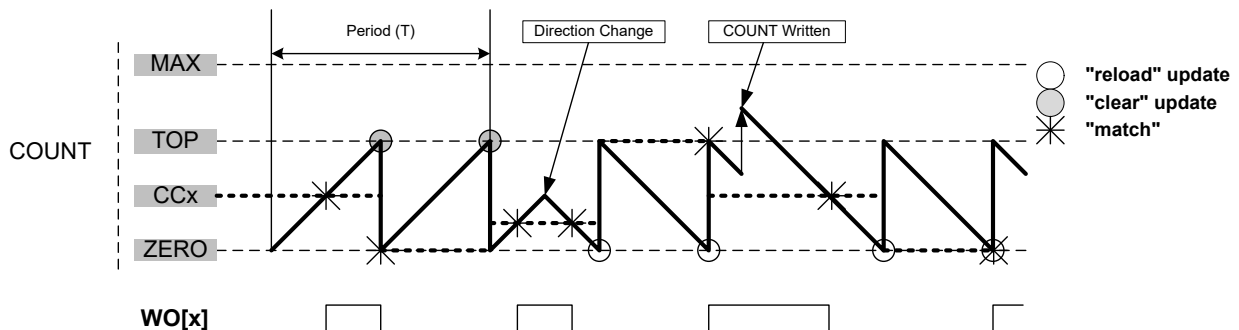 Period (T)
Direction Change
COUNT Written
MAX
"reload" update
"clear" update
TOP
"match"
COUNT
CCx
ZERO
WO[x]